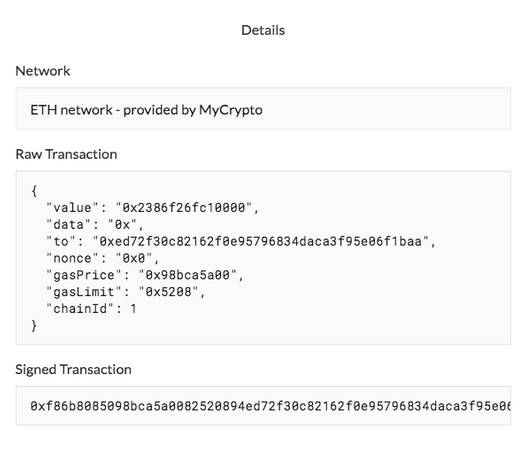 Details
Network
ETH network - provided by MyCrypto
Raw Transaction
{
  "value": "0x2386f26fc10000",
  "data": "0x",
  "to": "0xed72f30c82162f0e95796834daca3f95e06f1baa",
  "nonce": "0x0",
  "gasPrice": "0x98bca5a00",
  "gasLimit": "0x5208",
  "chainId": 1
}
Signed Transaction
0xf86b8085098bca5a0082520894ed72f30c82162f0e95796834daca3f95e06